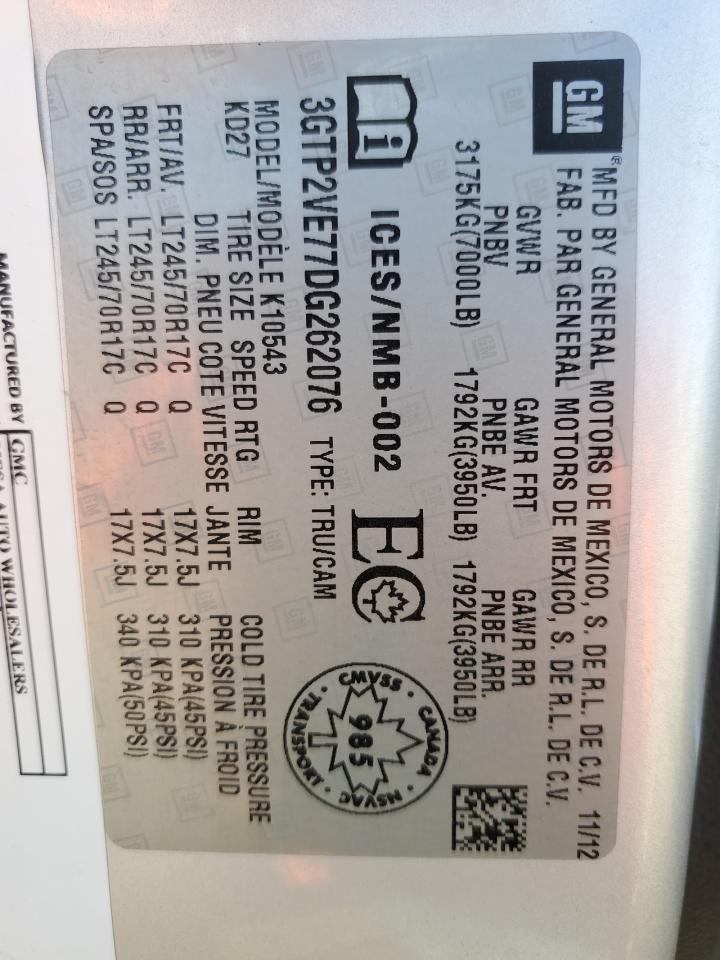 GM
MFD BY GENERAL MOTORS DE MEXICO, S. DE R.L. DE C.V. 11/12
FAB. PAR GENERAL MOTORS DE MEXICO, S. DE R.L. DE C.V.
GVWR GAWR FRT GAWR RR
PNBV PNBE AV. PNBE ARR.
3175KG(7000LB) 1792KG(3950LB) 1792KG(3950LB)
i ICES/NMB-002 EC
CMVSS · CANADA · NSVAC · TRANSPORT ·
985
3GTP2VE77DG262076 TYPE: TRU/CAM
MODEL/MODÈLE K10543
KD27 TIRE SIZE SPEED RTG RIM COLD TIRE PRESSURE
DIM. PNEU COTE VITESSE JANTE PRESSION À FROID
FRT/AV. LT245/70R17C Q 17X7.5J 310 KPA(45PSI)
RR/ARR. LT245/70R17C Q 17X7.5J 310 KPA(45PSI)
SPA/SOS LT245/70R17C Q 17X7.5J 340 KPA(50PSI)
MANUFACTURED BY GMC
AUTO WHOLESALERS